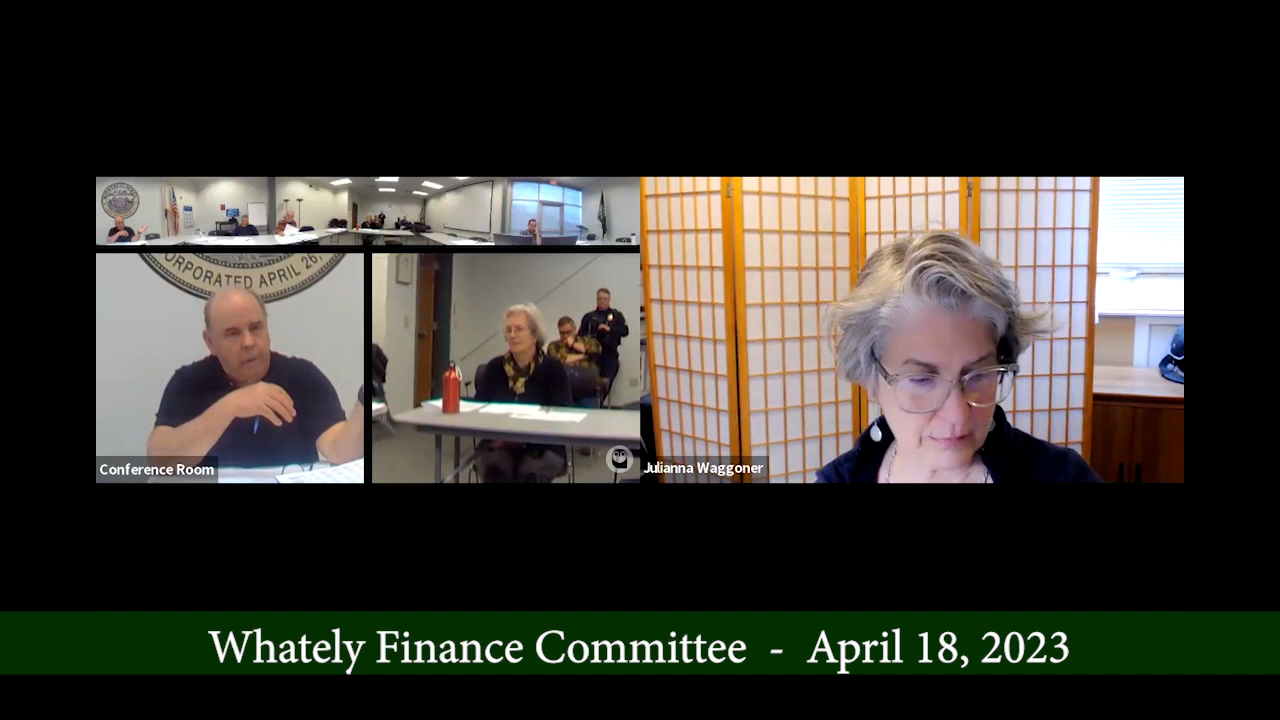 ORPORATED APRIL 26,
Conference Room
Julianna Waggoner
Whately Finance Committee - April 18, 2023